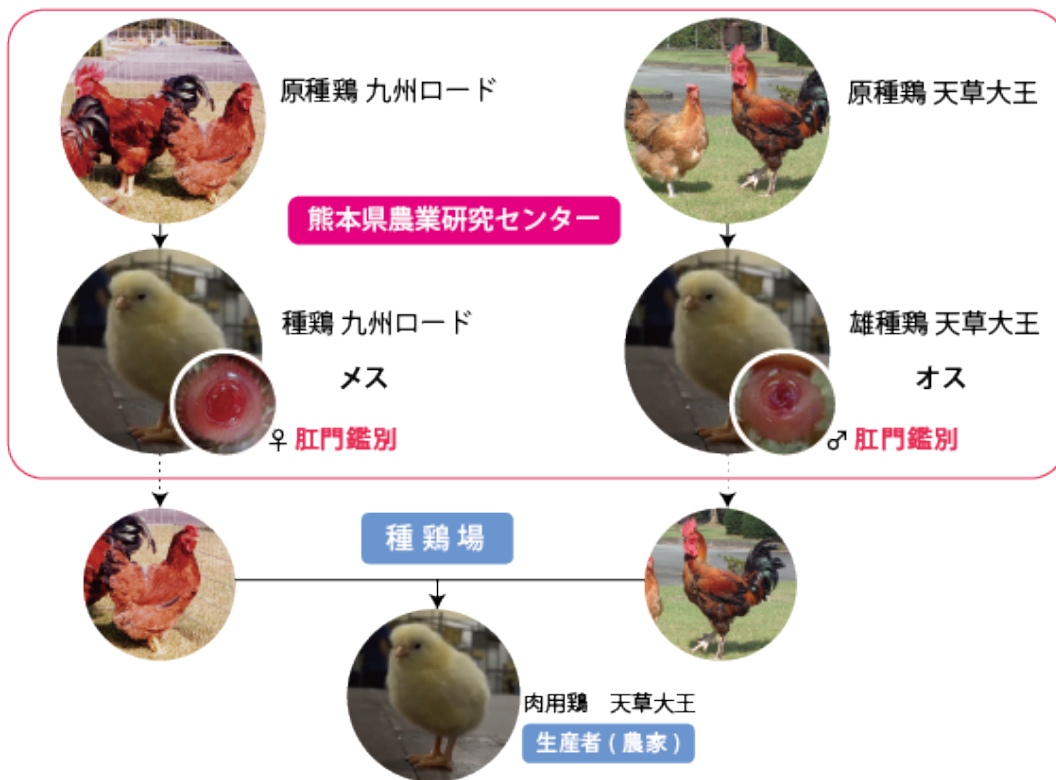 原種鶏 九州ロード
原種鶏 天草大王
熊本県農業研究センター
種鶏 九州ロード
メス
♀ 肛門鑑別
雄種鶏 天草大王
オス
♂ 肛門鑑別
種 鶏 場
肉用鶏　天草大王
生産者 ( 農家 )